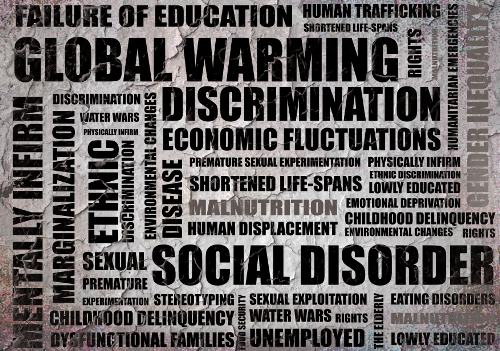 FAILURE OF EDUCATION
HUMAN TRAFFICKING
SHORTENED LIFE-SPANS
GLOBAL WARMING
RIGHTS
HUMANITARIAN EMERGENCIES
GENDER INEQUALITY
MENTALLY INFIRM
MARGINALIZATION
DISCRIMINATION
WATER WARS
PHYSICALLY INFIRM
ETHNIC
DISCRIMINATION
ENVIRONMENTAL CHANGES
DISEASE
DISCRIMINATION
ECONOMIC FLUCTUATIONS
PREMATURE SEXUAL EXPERIMENTATION
PHYSICALLY INFIRM
ETHNIC DISCRIMINATION
SHORTENED LIFE-SPANS
LOWLY EDUCATED
MALNUTRITION
EMOTIONAL DEPRIVATION
CHILDHOOD DELINQUENCY
HUMAN DISPLACEMENT
ENVIRONMENTAL CHANGES
RIGHTS
SEXUAL
PREMATURE
EXPERIMENTATION
SOCIAL DISORDER
STEREOTYPING
SEXUAL EXPLOITATION
EATING DISORDERS
CHILDHOOD DELINQUENCY
WATER WARS
RIGHTS
MALNUTRITION
DYSFUNCTIONAL FAMILIES
FOOD SECURITY
UNEMPLOYED
THE ELDERLY
LOWLY EDUCATED